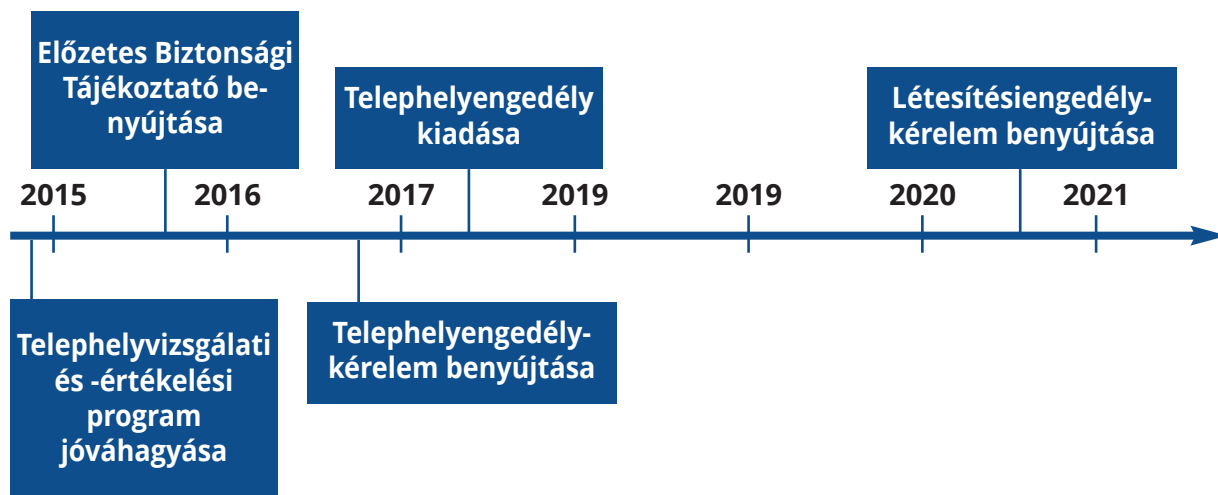 Előzetes Biztonsági
Tájékoztató be-
nyújtása
Telephelyengedély
kiadása
Létesítésiengedély-
kérelem benyújtása
2015 2016 2017 2019 2019 2020 2021
Telephelyvizsgálati
és -értékelési
program
jóváhagyása
Telephelyengedély-
kérelem benyújtása